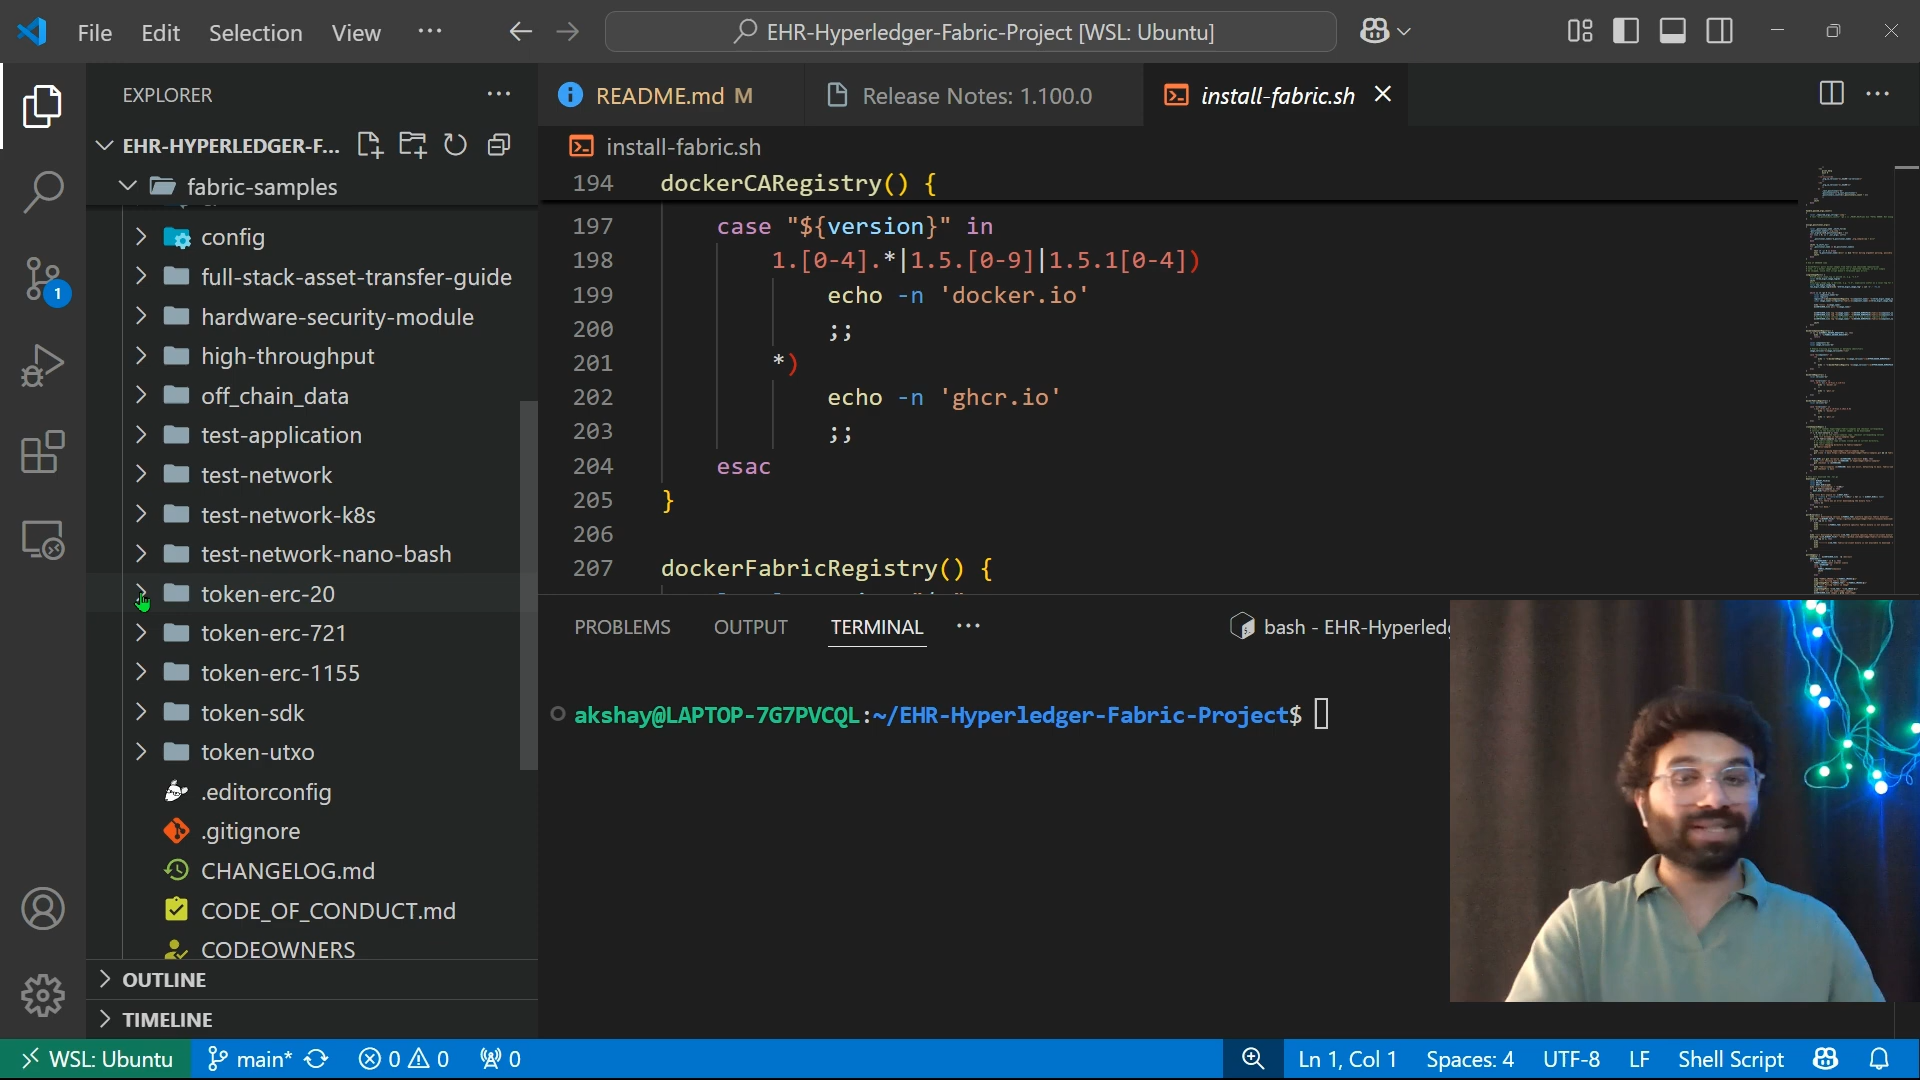 File Edit Selection View ...
EHR-Hyperledger-Fabric-Project [WSL: Ubuntu]
EXPLORER
EHR-HYPERLEDGER-F...
fabric-samples
config
full-stack-asset-transfer-guide
hardware-security-module
high-throughput
off_chain_data
test-application
test-network
test-network-k8s
test-network-nano-bash
token-erc-20
token-erc-721
token-erc-1155
token-sdk
token-utxo
.editorconfig
.gitignore
CHANGELOG.md
CODE_OF_CONDUCT.md
CODEOWNERS
OUTLINE
TIMELINE
1
README.md M
Release Notes: 1.100.0
install-fabric.sh
install-fabric.sh
194 dockerCARegistry() {
197 case "${version}" in
198 1.[0-4].*|1.5.[0-9]|1.5.1[0-4])
199 echo -n 'docker.io'
200 ;;
201 *)
202 echo -n 'ghcr.io'
203 ;;
204 esac
205 }
206
207 dockerFabricRegistry() {
PROBLEMS OUTPUT TERMINAL ...
bash - EHR-Hyperled
akshay@LAPTOP-7G7PVCQL:~/EHR-Hyperledger-Fabric-Project$
WSL: Ubuntu main* 0 0 0 Ln 1, Col 1 Spaces: 4 UTF-8 LF Shell Script